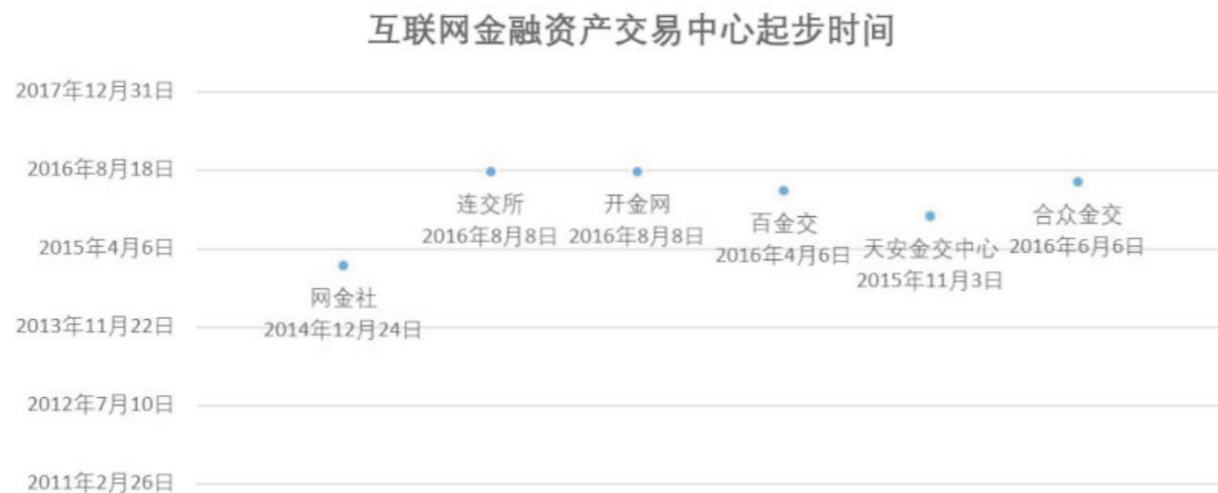 互联网金融资产交易中心起步时间
2017年12月31日
2016年8月18日
连交所
2016年8月8日
开金网
2016年8月8日
百金交
2016年4月6日
天安金交中心
2015年11月3日
合众金交
2016年6月6日
2015年4月6日
网金社
2014年12月24日
2013年11月22日
2012年7月10日
2011年2月26日